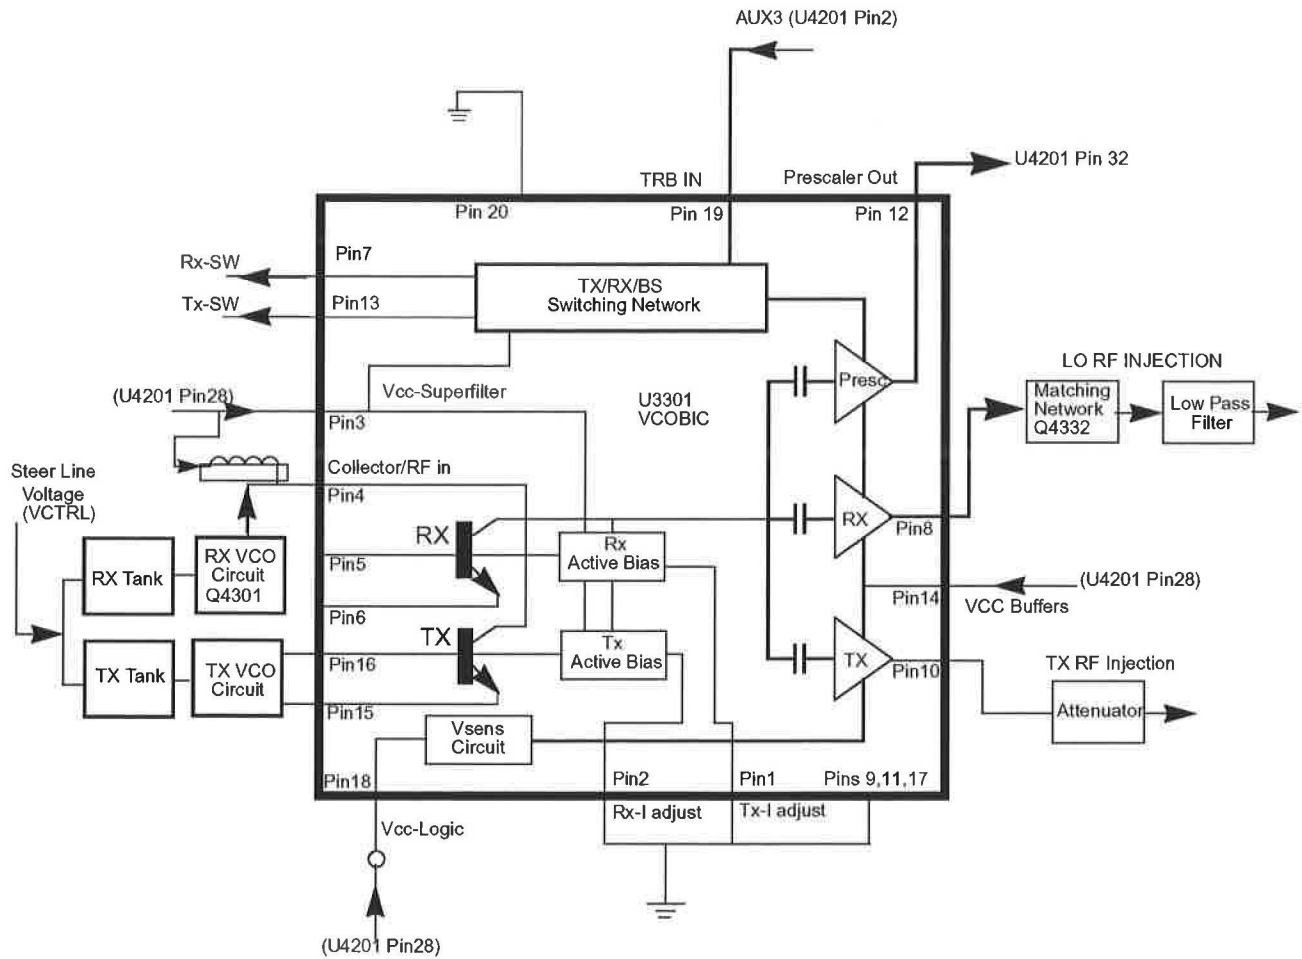 AUX3 (U4201 Pin2)
U4201 Pin 32
TRB IN
Prescaler Out
Pin 20
Pin 19
Pin 12
Rx-SW
Pin7
Tx-SW
Pin13
TX/RX/BS
Switching Network
LO RF INJECTION
Presc
Matching
Network
Q4332
Low Pass
Filter
(U4201 Pin28)
Vcc-Superfilter
U3301
VCOBIC
Pin3
Steer Line
Voltage
(VCTRL)
Collector/RF in
Pin4
RX
RX
Pin8
RX Tank
RX VCO
Circuit
Q4301
Pin5
Rx
Active Bias
Pin6
Pin14
(U4201 Pin28)
VCC Buffers
TX
Tx
Active Bias
TX
Pin10
TX RF Injection
TX Tank
TX VCO
Circuit
Pin16
Pin15
Attenuator
Vsens
Circuit
Pin18
Pin2
Pin1
Pins 9,11,17
Rx-I adjust
Tx-I adjust
Vcc-Logic
(U4201 Pin28)